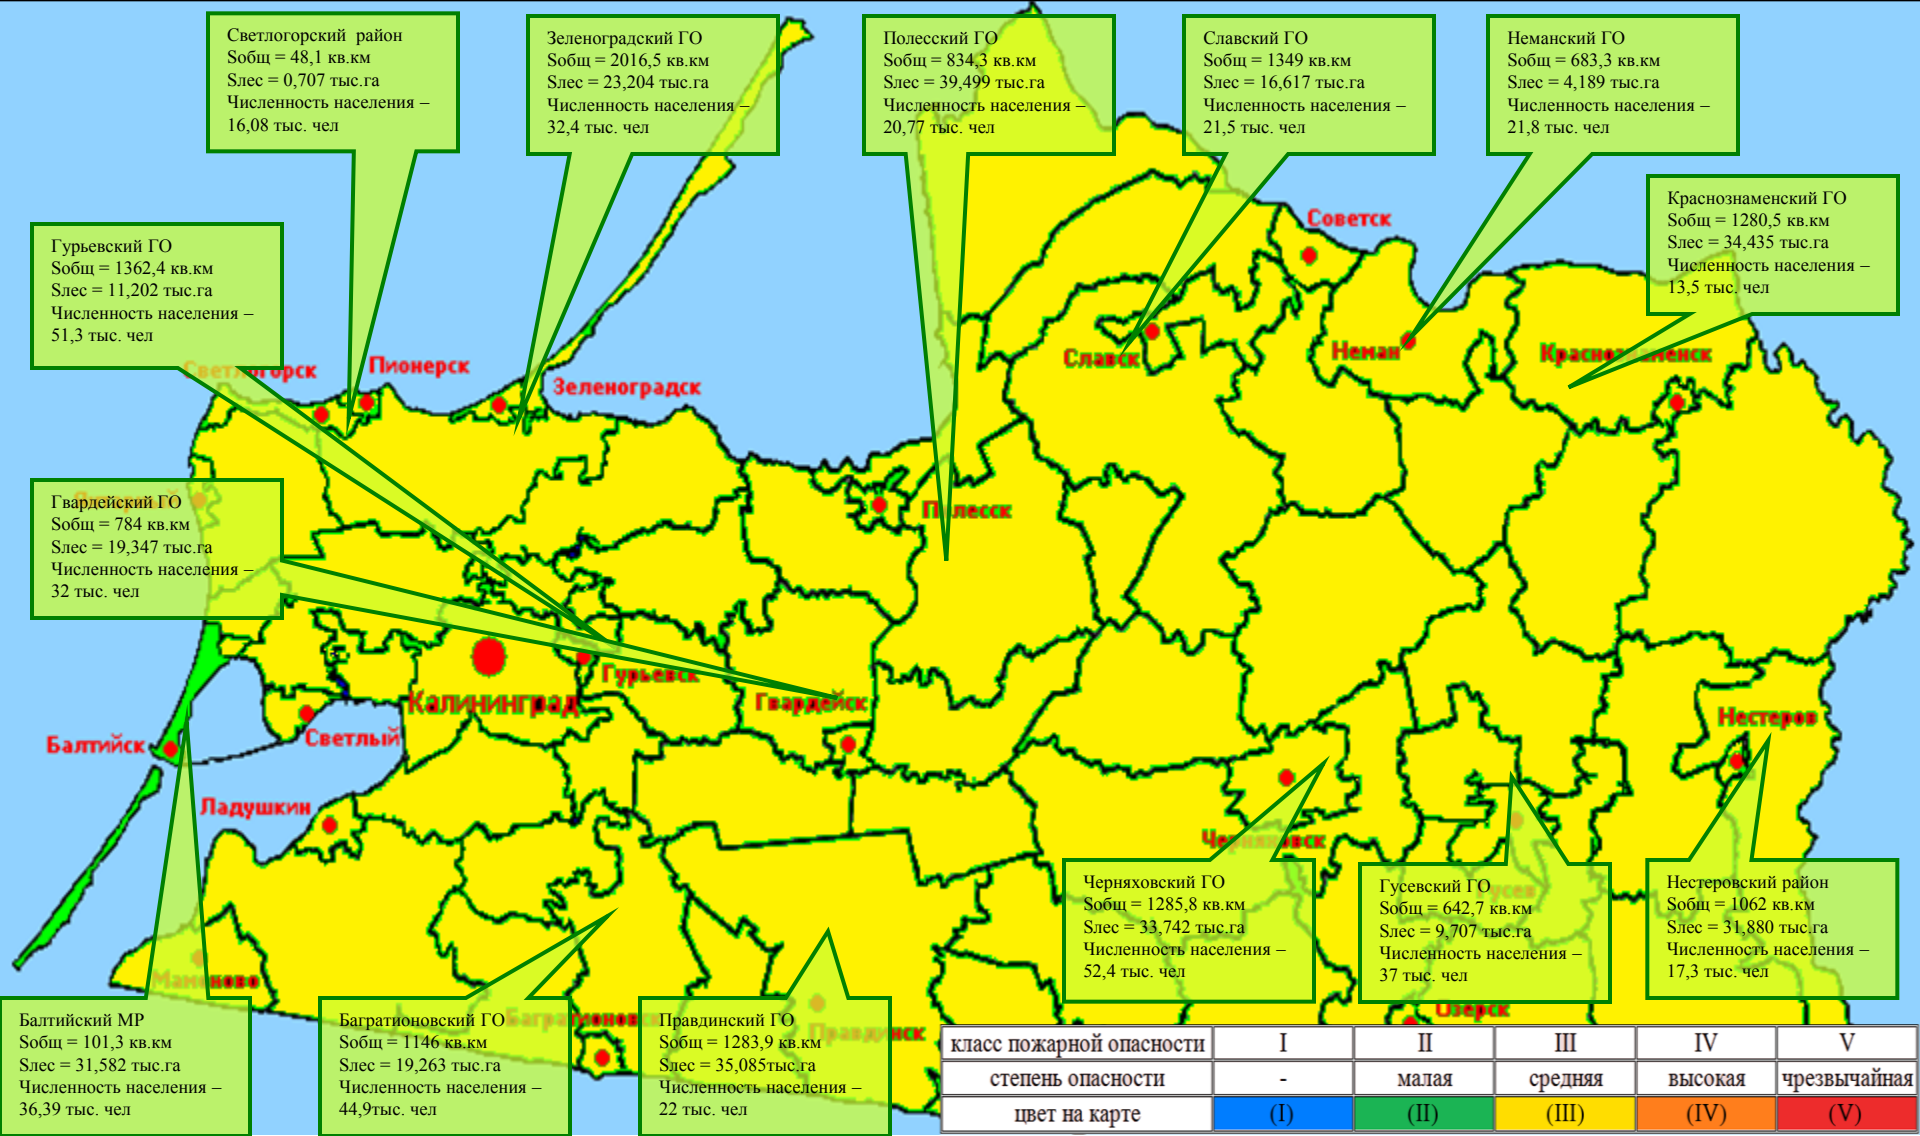 Светлогорский район
Sобщ = 48,1 кв.км
Sлес = 0,707 тыс.га
Численность населения –
16,08 тыс. чел
Зеленоградский ГО
Sобщ = 2016,5 кв.км
Sлес = 23,204 тыс.га
Численность населения –
32,4 тыс. чел
Полесский ГО
Sобщ = 834,3 кв.км
Sлес = 39,499 тыс.га
Численность населения –
20,77 тыс. чел
Славский ГО
Sобщ = 1349 кв.км
Sлес = 16,617 тыс.га
Численность населения –
21,5 тыс. чел
Неманский ГО
Sобщ = 683,3 кв.км
Sлес = 4,189 тыс.га
Численность населения –
21,8 тыс. чел
Краснознаменский ГО
Sобщ = 1280,5 кв.км
Sлес = 34,435 тыс.га
Численность населения –
13,5 тыс. чел
Гурьевский ГО
Sобщ = 1362,4 кв.км
Sлес = 11,202 тыс.га
Численность населения –
51,3 тыс. чел
Советск
Славск
Неман
Краснознаменск
Светлогорск
Пионерск
Зеленоградск
Гвардейский ГО
Sобщ = 784 кв.км
Sлес = 19,347 тыс.га
Численность населения –
32 тыс. чел
Полесск
Гурьевск
Калининград
Гвардейск
Нестеров
Балтийск
Светлый
Ладушкин
Черняховск
Гусев
Мамоново
Багратионовск
Правдинск
Озерск
Черняховский ГО
Sобщ = 1285,8 кв.км
Sлес = 33,742 тыс.га
Численность населения –
52,4 тыс. чел
Гусевский ГО
Sобщ = 642,7 кв.км
Sлес = 9,707 тыс.га
Численность населения –
37 тыс. чел
Нестеровский район
Sобщ = 1062 кв.км
Sлес = 31,880 тыс.га
Численность населения –
17,3 тыс. чел
Балтийский МР
Sобщ = 101,3 кв.км
Sлес = 31,582 тыс.га
Численность населения –
36,39 тыс. чел
Багратионовский ГО
Sобщ = 1146 кв.км
Sлес = 19,263 тыс.га
Численность населения –
44,9тыс. чел
Правдинский ГО
Sобщ = 1283,9 кв.км
Sлес = 35,085тыс.га
Численность населения –
22 тыс. чел
класс пожарной опасности I II III IV V
степень опасности - малая средняя высокая чрезвычайная
цвет на карте (I) (II) (III) (IV) (V)